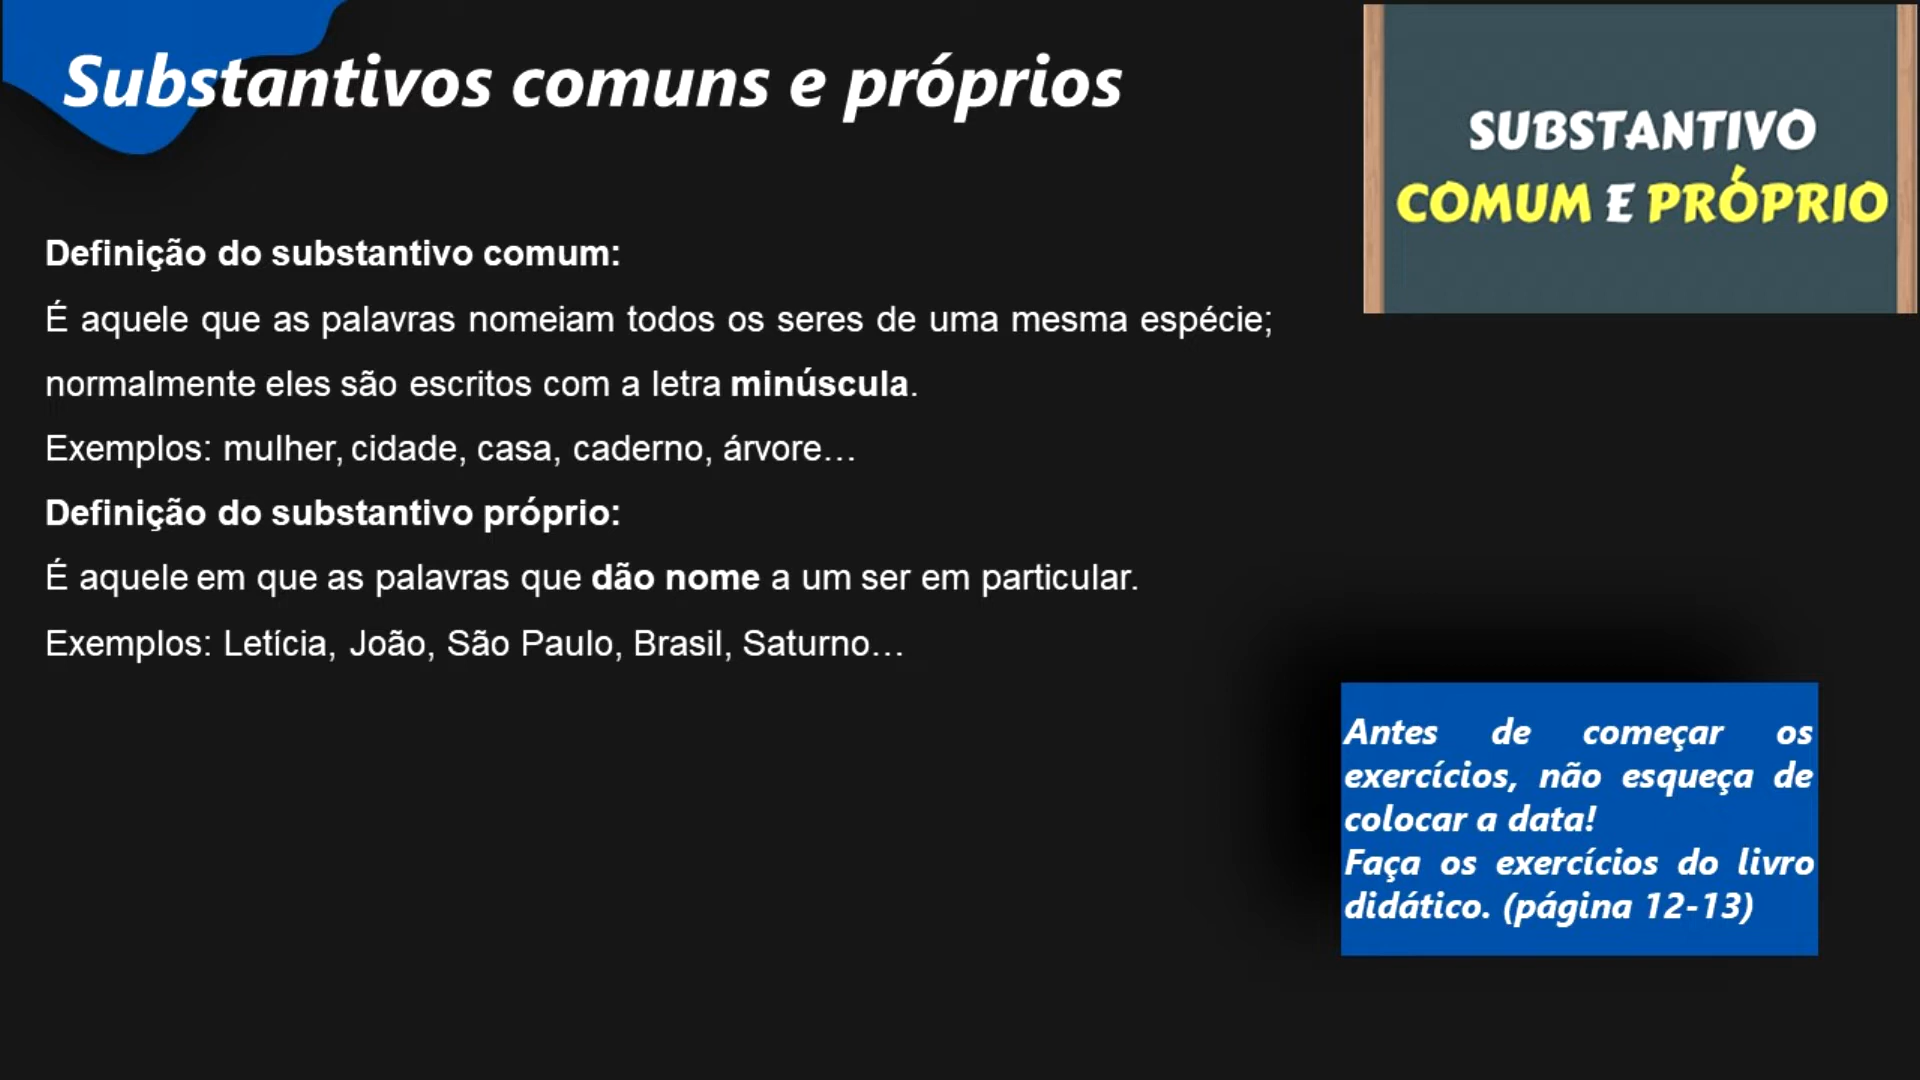 Substantivos comuns e próprios
SUBSTANTIVO
COMUM E PRÓPRIO
Definição do substantivo comum:
É aquele que as palavras nomeiam todos os seres de uma mesma espécie;
normalmente eles são escritos com a letra minúscula.
Exemplos: mulher, cidade, casa, caderno, árvore…
Definição do substantivo próprio:
É aquele em que as palavras que dão nome a um ser em particular.
Exemplos: Letícia, João, São Paulo, Brasil, Saturno…
Antes de começar os
exercícios, não esqueça de
colocar a data!
Faça os exercícios do livro
didático. (página 12-13)